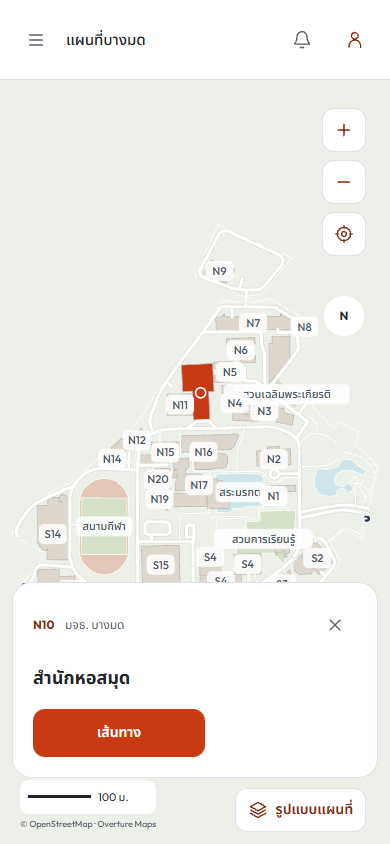 แผนที่บางมด
N9
N
N7
N8
N6
N5
สวนเฉลิมพระเกียรติ
N4
N11
N3
N12
N15
N16
N14
N2
N20
N17
สระมรกต
N1
N19
สนามกีฬา
S14
สวนการเรียนรู้
S4
S2
S4
S15
N10 มจธ. บางมด
สำนักหอสมุด
เส้นทาง
100 ม.
รูปแบบแผนที่
© OpenStreetMap · Overture Maps